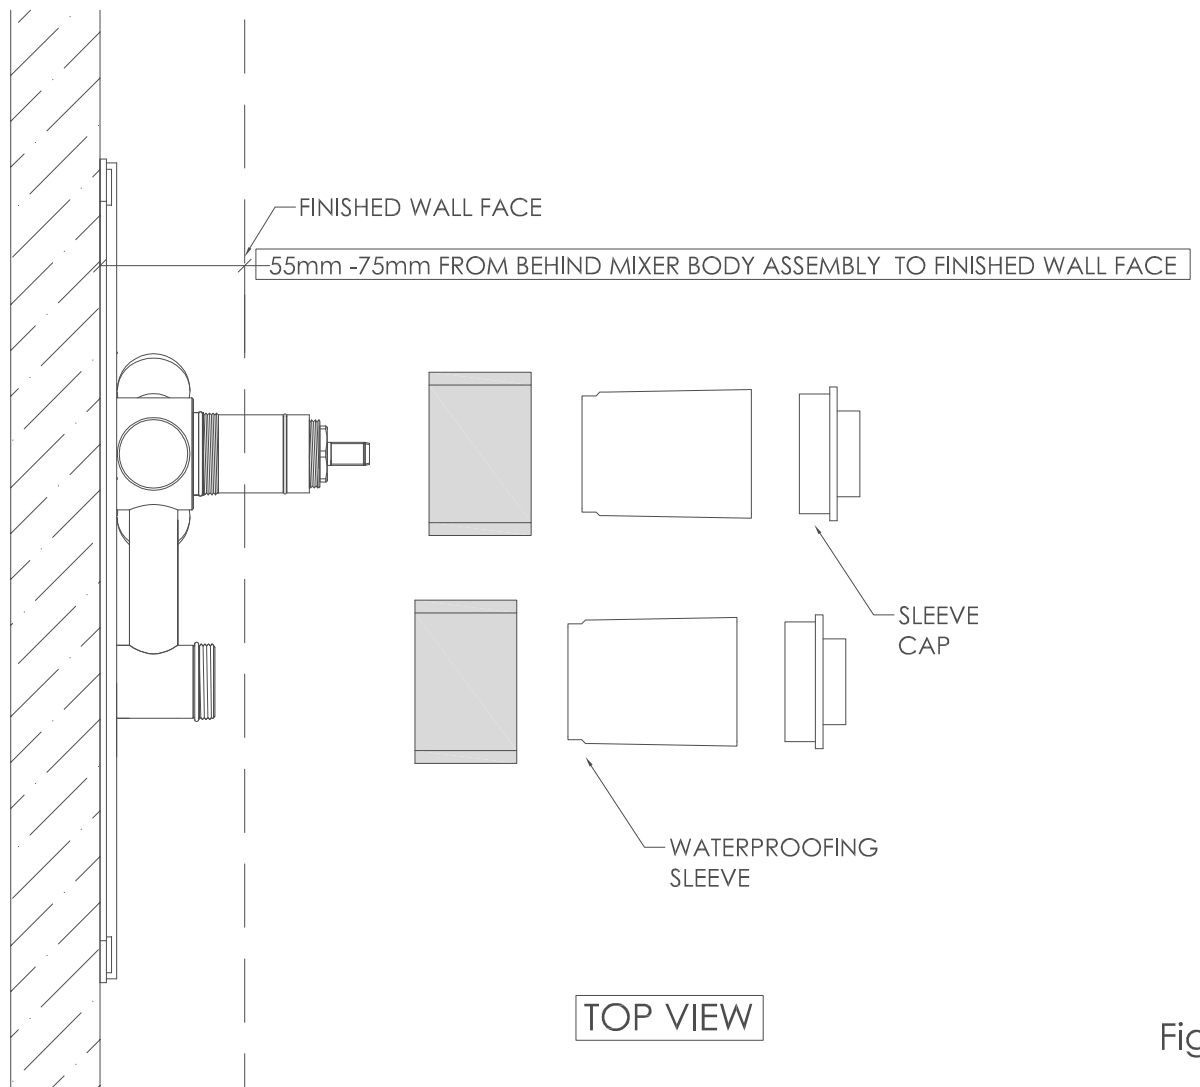 FINISHED WALL FACE
55mm -75mm FROM BEHIND MIXER BODY ASSEMBLY TO FINISHED WALL FACE
SLEEVE
CAP
WATERPROOFING
SLEEVE
TOP VIEW
Fig